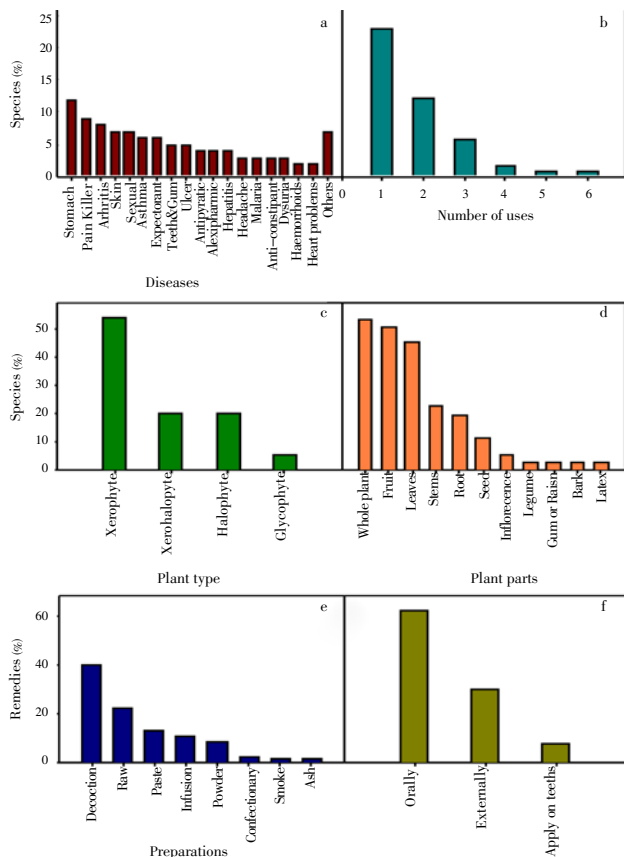 a
b
25
20
15
10
5
0
Species (%)
Stomach
Pain Killer
Arhritis
Skin
Sexual
Asthma
Expectorant
Teeth&Gum
Ulcer
Antipyratic
Alexipharmic
Hepatitis
Headache
Malaria
Anti-constipant
Dysuria
Haemorrhoids
Heart problems
Others
Diseases
0
1
2
3
4
5
6
Number of uses
c
d
50
40
30
20
10
0
Species (%)
Xerophyte
Xerohalopyte
Halophyte
Glycophyte
Plant type
Whole plant
Fruit
Leaves
Stems
Root
Seed
Inflorecence
Legume
Gum or Raisn
Bark
Latex
Plant parts
e
f
60
40
20
0
Remedies (%)
Decoction
Raw
Paste
Infusion
Powder
Confectionary
Smoke
Ash
Preparations
Orally
Externally
Apply on teeths